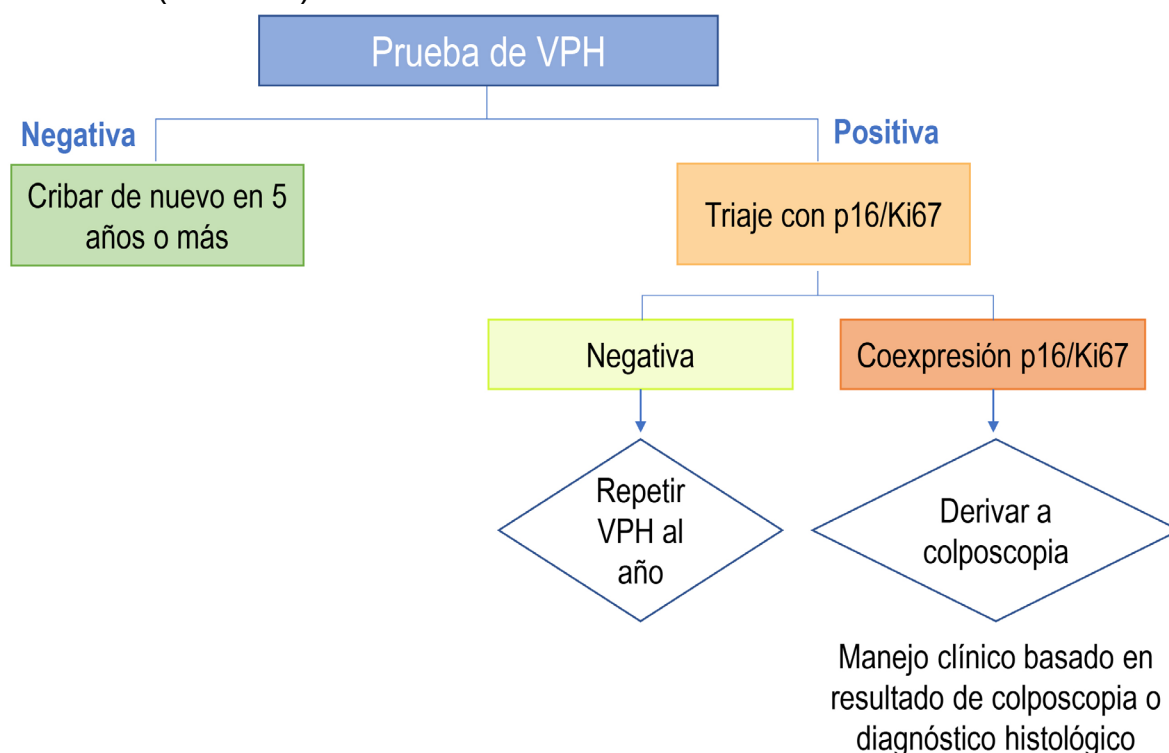 Prueba de VPH
Negativa
Positiva
Cribar de nuevo en 5
años o más
Triaje con p16/Ki67
Negativa
Coexpresión p16/Ki67
Repetir
VPH al
año
Derivar a
colposcopia
Manejo clínico basado en
resultado de colposcopia o
diagnóstico histológico